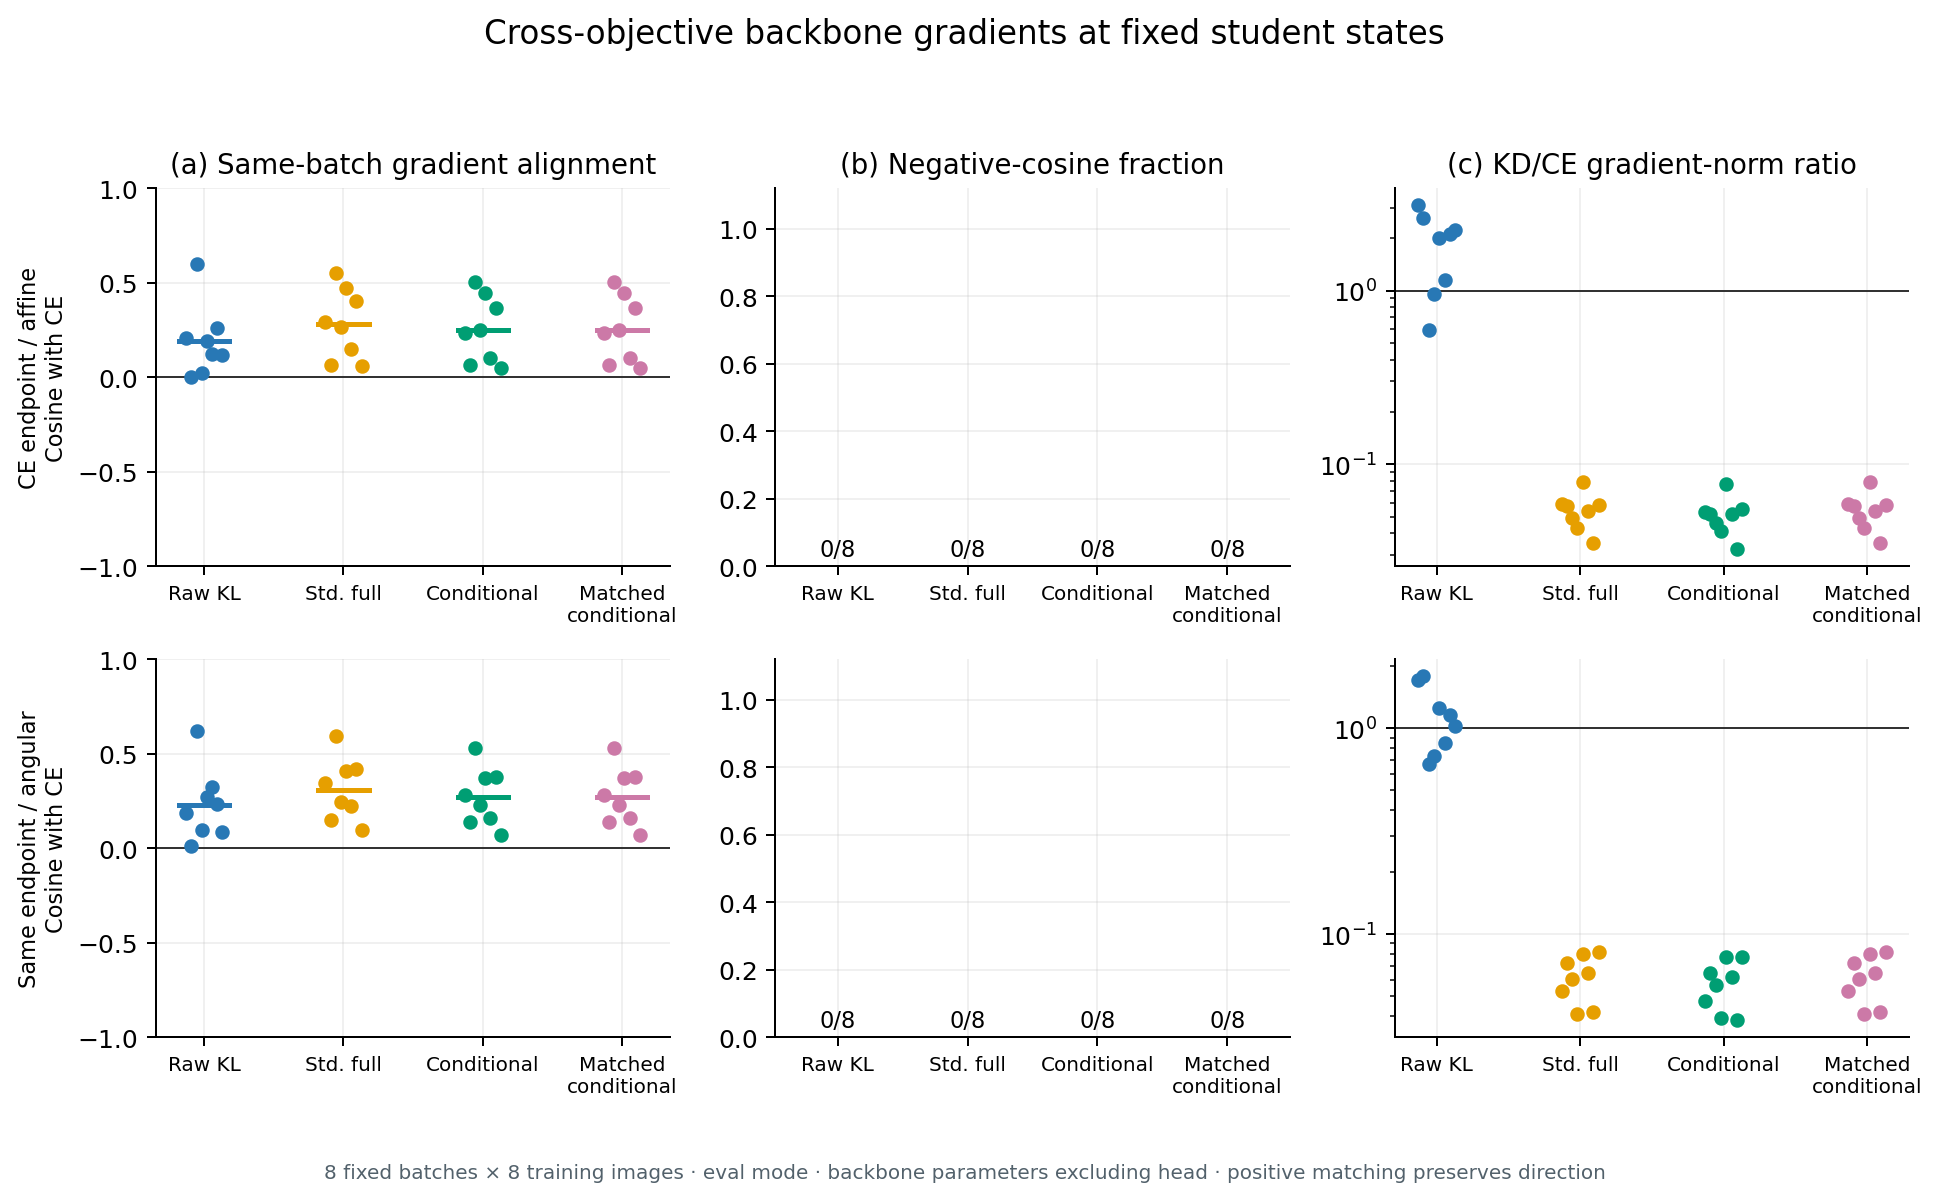 Cross-objective backbone gradients at fixed student states
(a) Same-batch gradient alignment
(b) Negative-cosine fraction
(c) KD/CE gradient-norm ratio
CE endpoint / affine
Cosine with CE
1.0
0.5
0.0
−0.5
−1.0
Raw KL
Std. full
Conditional
Matched
conditional
1.0
0.8
0.6
0.4
0.2
0.0
0/8
0/8
0/8
0/8
Raw KL
Std. full
Conditional
Matched
conditional
10⁰
10⁻¹
Raw KL
Std. full
Conditional
Matched
conditional
Same endpoint / angular
Cosine with CE
1.0
0.5
0.0
−0.5
−1.0
Raw KL
Std. full
Conditional
Matched
conditional
1.0
0.8
0.6
0.4
0.2
0.0
0/8
0/8
0/8
0/8
Raw KL
Std. full
Conditional
Matched
conditional
10⁰
10⁻¹
Raw KL
Std. full
Conditional
Matched
conditional
8 fixed batches × 8 training images · eval mode · backbone parameters excluding head · positive matching preserves direction